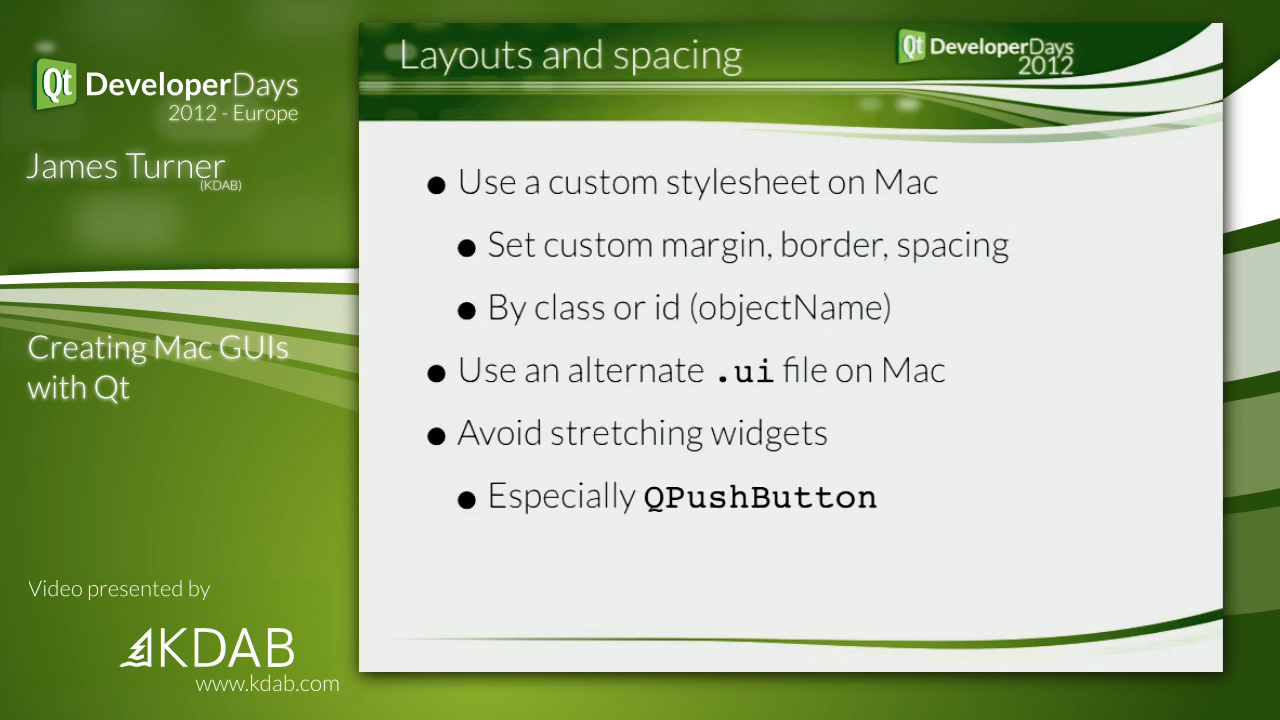 Qt DeveloperDays
2012 - Europe
James Turner
(KDAB)
Creating Mac GUIs
with Qt
Video presented by
KDAB
www.kdab.com
Layouts and spacing
Qt DeveloperDays
2012
● Use a custom stylesheet on Mac
● Set custom margin, border, spacing
● By class or id (objectName)
● Use an alternate .ui file on Mac
● Avoid stretching widgets
● Especially QPushButton